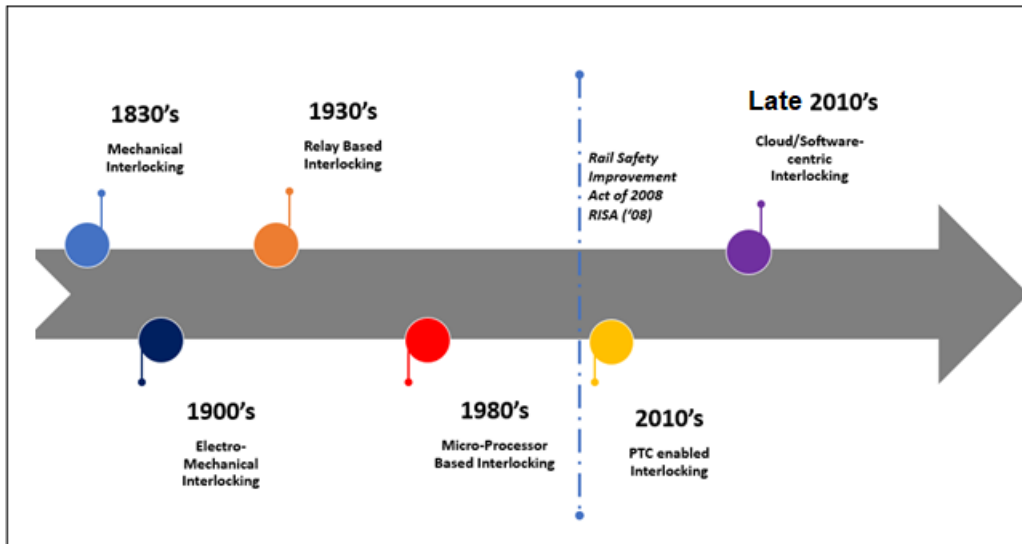 1830’s
Mechanical
Interlocking
1930’s
Relay Based
Interlocking
Rail Safety
Improvement
Act of 2008
RISA (‘08)
Late 2010’s
Cloud/Software-
centric
Interlocking
1900’s
Electro-
Mechanical
Interlocking
1980’s
Micro-Processor
Based Interlocking
2010’s
PTC enabled
Interlocking